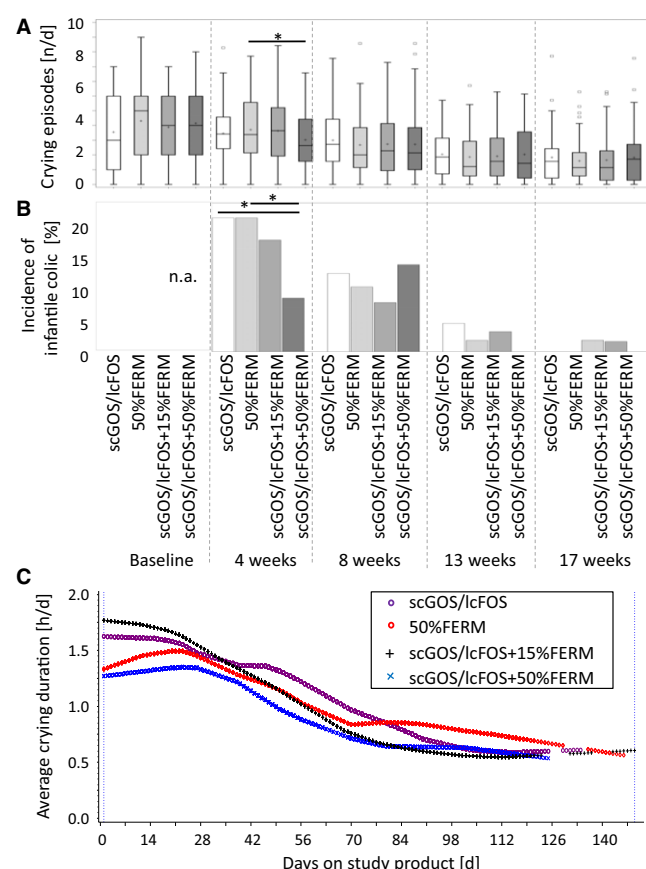 A
Crying episodes [n/d]
10
8
6
4
2
0
*
B
Incidence of
infantile colic [%]
20
15
10
5
0
n.a.
*
*
scGOS/lcFOS
50%FERM
scGOS/lcFOS+15%FERM
scGOS/lcFOS+50%FERM
scGOS/lcFOS
50%FERM
scGOS/lcFOS+15%FERM
scGOS/lcFOS+50%FERM
scGOS/lcFOS
50%FERM
scGOS/lcFOS+15%FERM
scGOS/lcFOS+50%FERM
scGOS/lcFOS
50%FERM
scGOS/lcFOS+15%FERM
scGOS/lcFOS+50%FERM
scGOS/lcFOS
50%FERM
scGOS/lcFOS+15%FERM
scGOS/lcFOS+50%FERM
Baseline 4 weeks 8 weeks 13 weeks 17 weeks
C
Average crying duration [h/d]
2.0
1.5
1.0
0.5
0.0
scGOS/lcFOS
50%FERM
scGOS/lcFOS+15%FERM
scGOS/lcFOS+50%FERM
0 14 28 42 56 70 84 98 112 126 140
Days on study product [d]